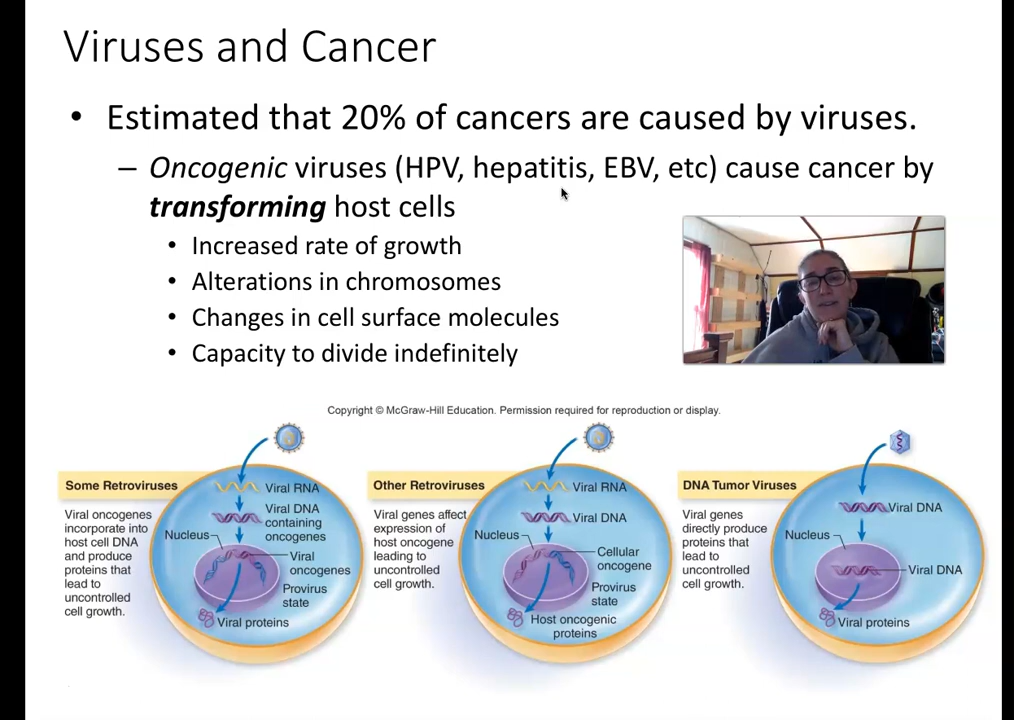 Viruses and Cancer
• Estimated that 20% of cancers are caused by viruses.
– Oncogenic viruses (HPV, hepatitis, EBV, etc) cause cancer by
transforming host cells
• Increased rate of growth
• Alterations in chromosomes
• Changes in cell surface molecules
• Capacity to divide indefinitely
Copyright © McGraw-Hill Education. Permission required for reproduction or display.
Some Retroviruses
Viral oncogenes
incorporate into
host cell DNA
and produce
proteins that
lead to
uncontrolled
cell growth.
Viral RNA
Viral DNA
containing
oncogenes
Nucleus
Viral
oncogenes
Provirus
state
Viral proteins
Other Retroviruses
Viral genes affect
expression of
host oncogene
leading to
uncontrolled
cell growth.
Viral RNA
Viral DNA
Nucleus
Cellular
oncogene
Provirus
state
Host oncogenic
proteins
DNA Tumor Viruses
Viral genes
directly produce
proteins that
lead to
uncontrolled
cell growth.
Viral DNA
Nucleus
Viral DNA
Viral proteins